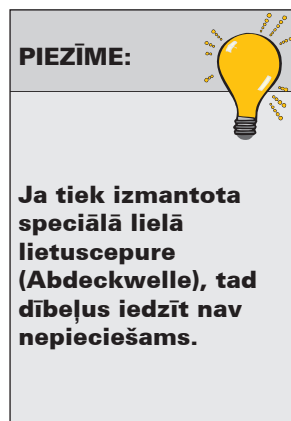 PIEZĪME:
Ja tiek izmantota
speciālā lielā
lietuscepure
(Abdeckwelle), tad
dībeļus iedzīt nav
nepieciešams.